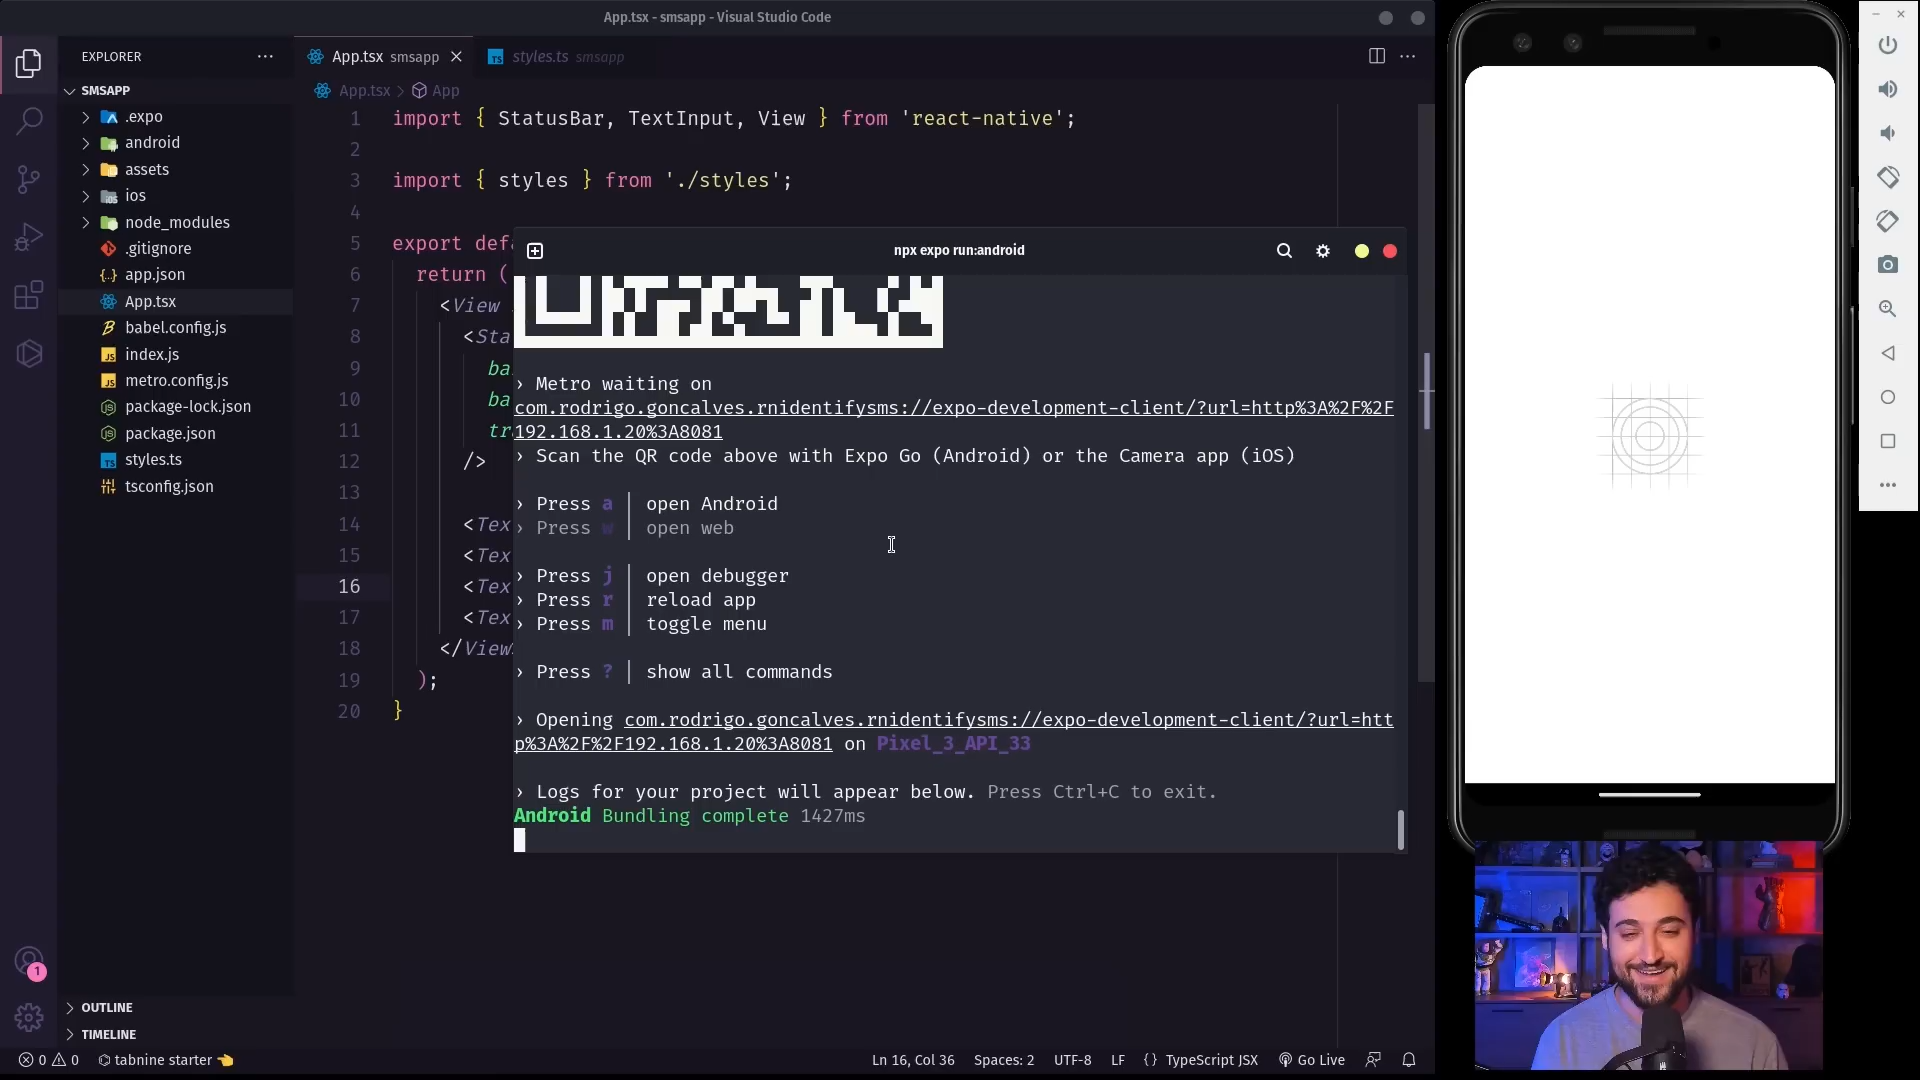 App.tsx - smsapp - Visual Studio Code
EXPLORER
App.tsx smsapp
styles.ts smsapp
SMSAPP
App.tsx > App
.expo
android
assets
ios
node_modules
.gitignore
app.json
App.tsx
babel.config.js
index.js
metro.config.js
package-lock.json
package.json
styles.ts
tsconfig.json
1 import { StatusBar, TextInput, View } from 'react-native';
2
3 import { styles } from './styles';
4
5 export defa
6 return (
7 <View
8 <Sta
9 ba
10 ba
11 tr
12 />
13
14 <Tex
15 <Tex
16 <Tex
17 <Tex
18 </View
19 );
20 }
npx expo run:android
› Metro waiting on
com.rodrigo.goncalves.rnidentifysms://expo-development-client/?url=http%3A%2F%2F
192.168.1.20%3A8081
› Scan the QR code above with Expo Go (Android) or the Camera app (iOS)
› Press a │ open Android
› Press w │ open web
› Press j │ open debugger
› Press r │ reload app
› Press m │ toggle menu
› Press ? │ show all commands
› Opening com.rodrigo.goncalves.rnidentifysms://expo-development-client/?url=htt
p%3A%2F%2F192.168.1.20%3A8081 on Pixel_3_API_33
› Logs for your project will appear below. Press Ctrl+C to exit.
Android Bundling complete 1427ms
1
OUTLINE
TIMELINE
0 0 tabnine starter 👈
Ln 16, Col 36 Spaces: 2 UTF-8 LF {} TypeScript JSX Go Live